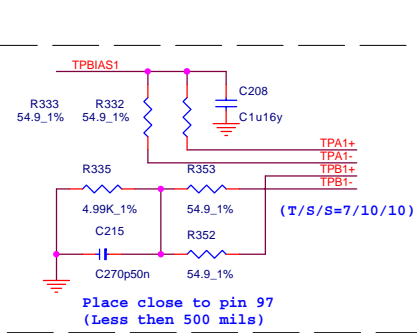 TPBIAS1
C208
R333
R332
54.9_1%
54.9_1%
C1u16y
TPA1+
TPA1-
TPB1+
TPB1-
R335
R353
4.99K_1%
54.9_1%
(T/S/S=7/10/10)
C215
R352
C270p50n
54.9_1%
Place close to pin 97
(Less then 500 mils)